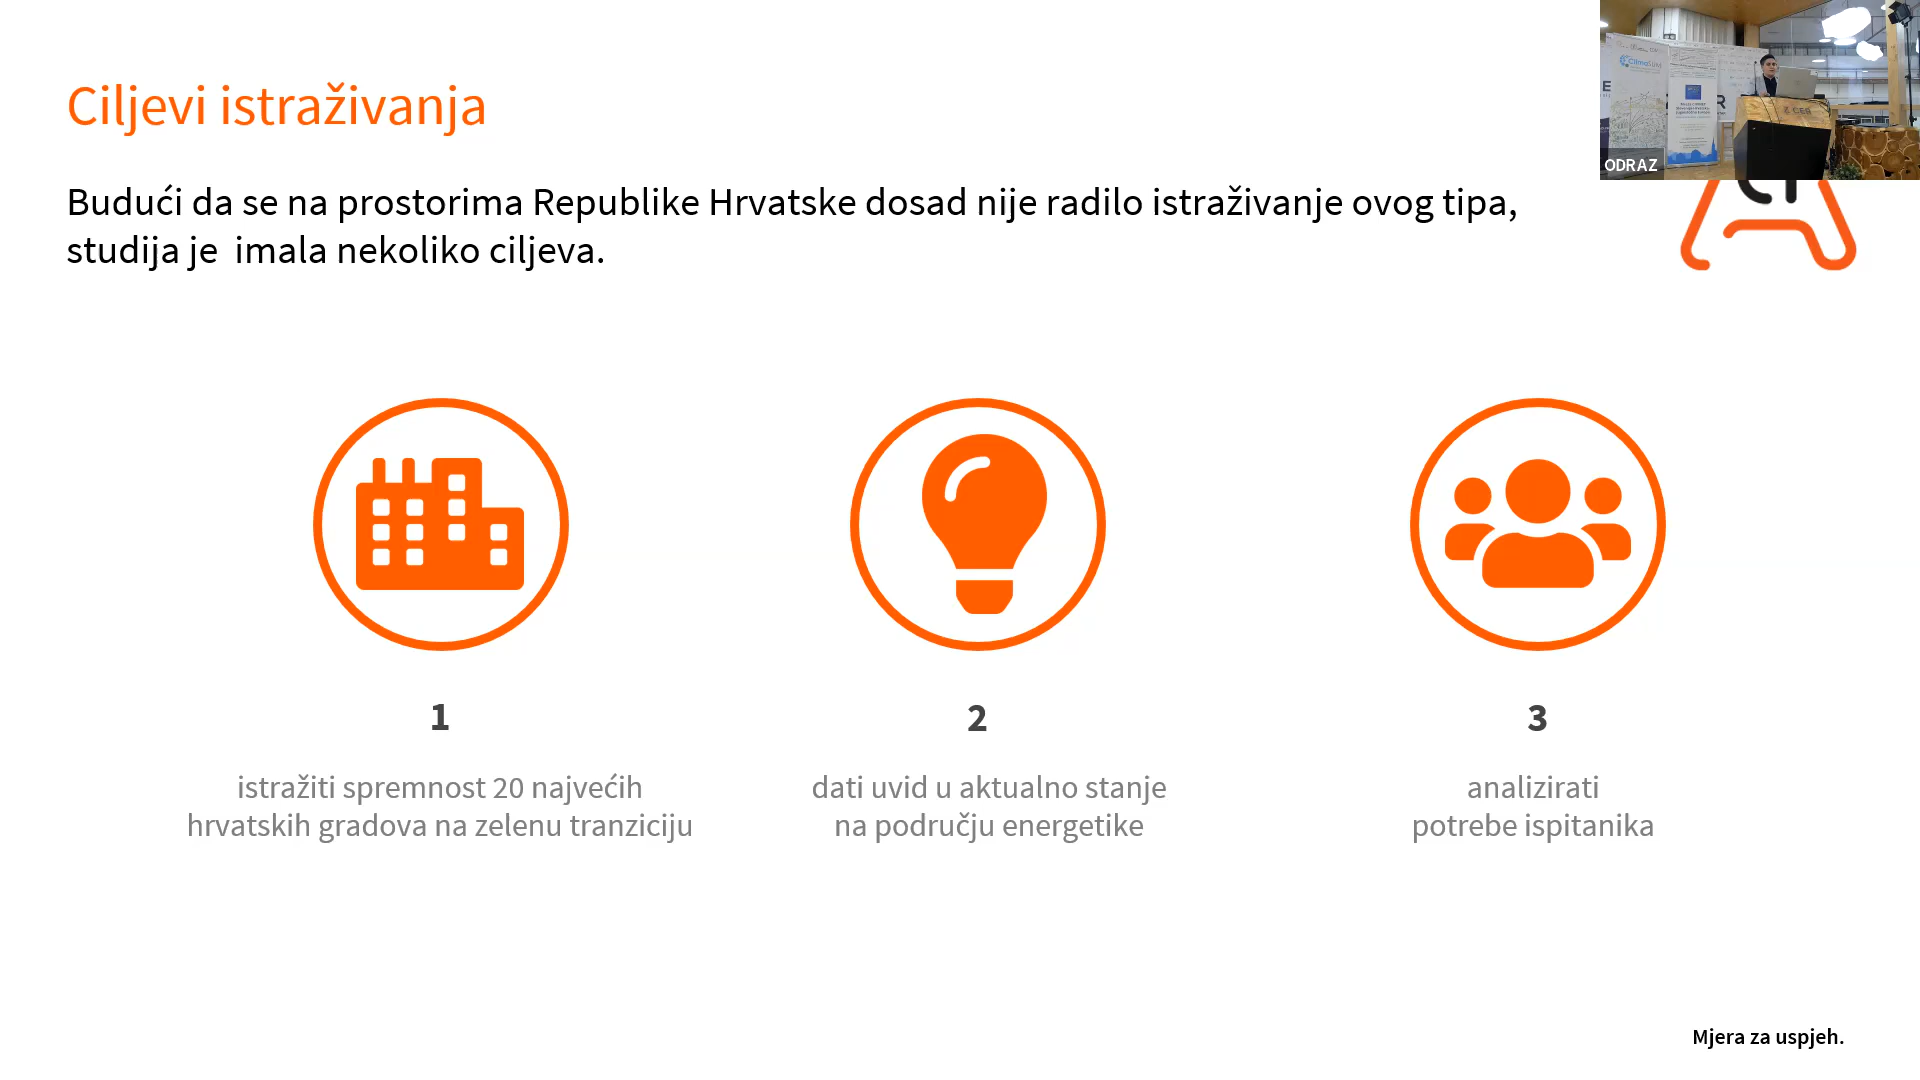 Ciljevi istraživanja
Budući da se na prostorima Republike Hrvatske dosad nije radilo istraživanje ovog tipa,
studija je  imala nekoliko ciljeva.
ODRAZ
1
istražiti spremnost 20 najvećih
hrvatskih gradova na zelenu tranziciju
2
dati uvid u aktualno stanje
na području energetike
3
analizirati
potrebe ispitanika
Mjera za uspjeh.